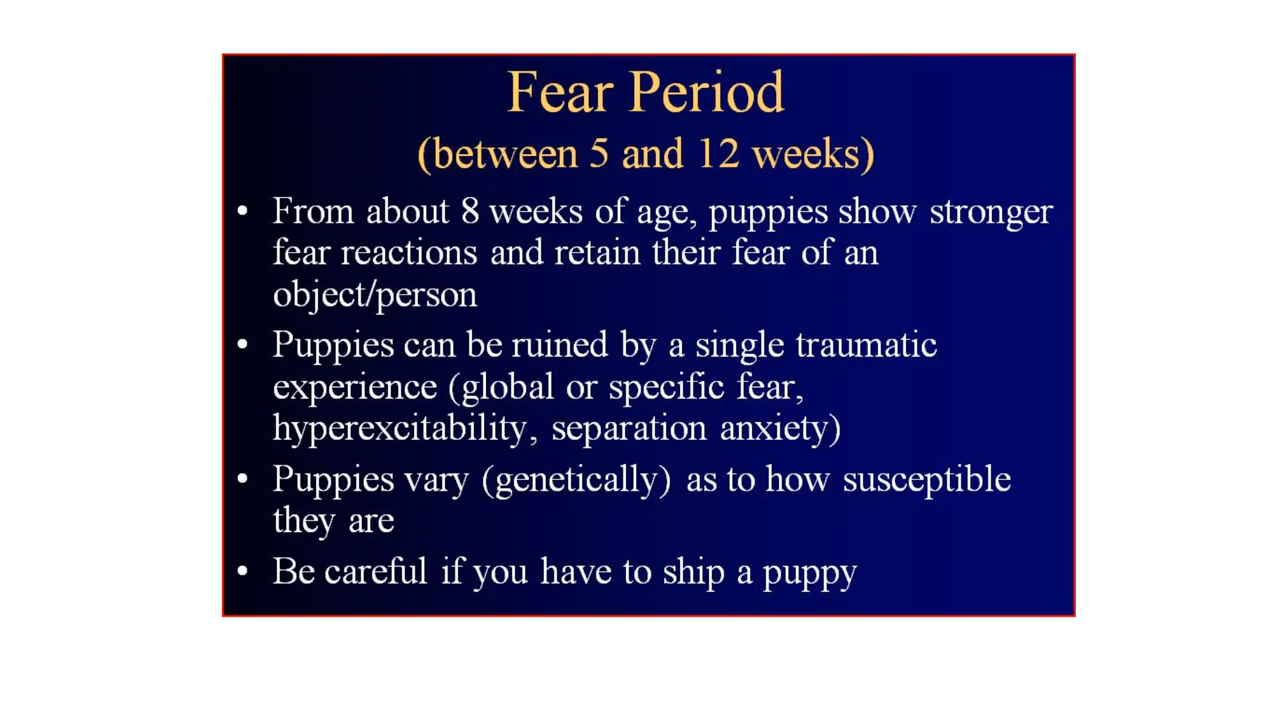 Fear Period
(between 5 and 12 weeks)
• From about 8 weeks of age, puppies show stronger
fear reactions and retain their fear of an
object/person
• Puppies can be ruined by a single traumatic
experience (global or specific fear,
hyperexcitability, separation anxiety)
• Puppies vary (genetically) as to how susceptible
they are
• Be careful if you have to ship a puppy